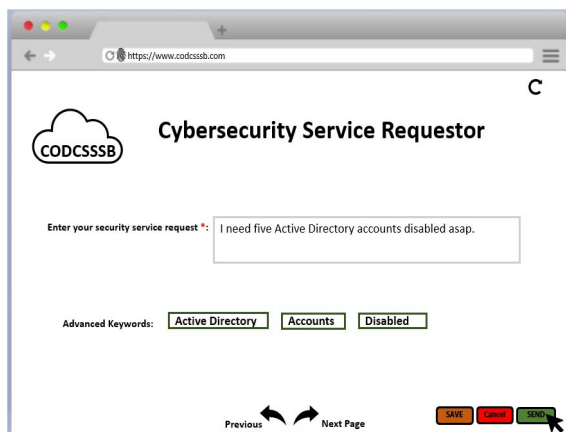 https://www.codcsssb.com
CODCSSSB
Cybersecurity Service Requestor
Enter your security service request *: I need five Active Directory accounts disabled asap.
Advanced Keywords: Active Directory Accounts Disabled
Previous Next Page SAVE Cancel SEND